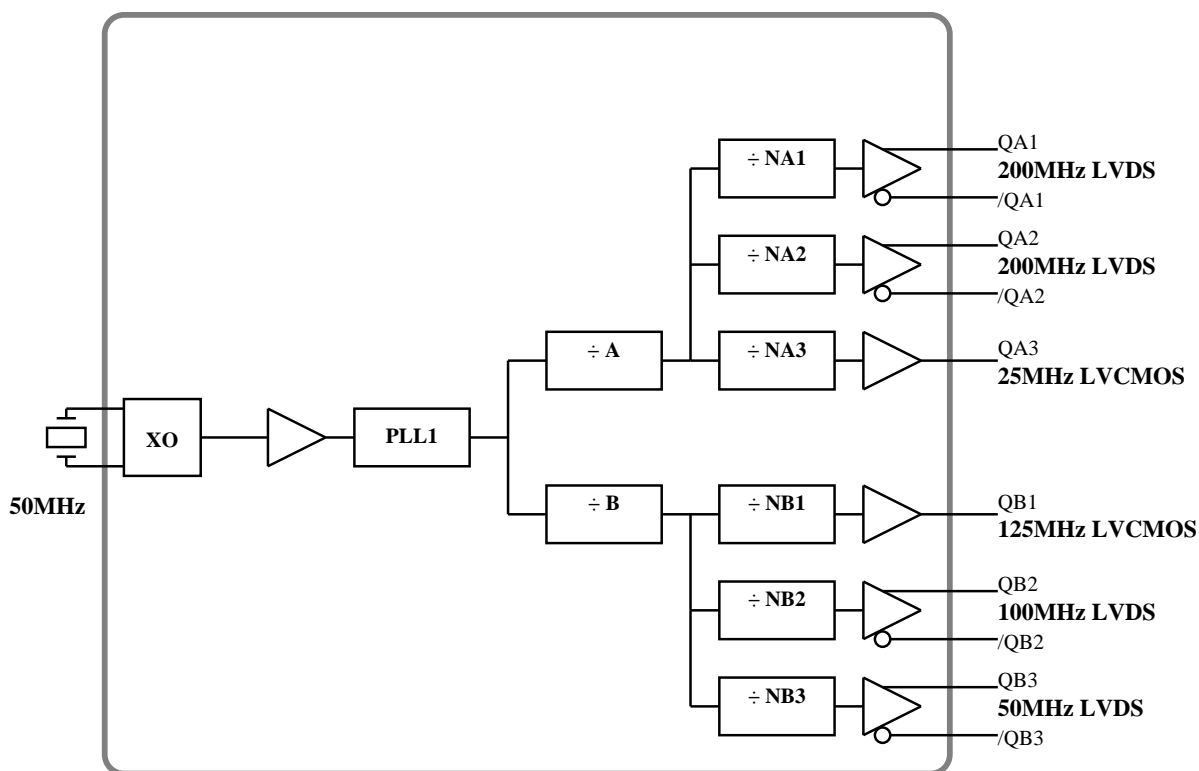 ÷ NA1
QA1
200MHz LVDS
/QA1
÷ NA2
QA2
200MHz LVDS
/QA2
÷ A
÷ NA3
QA3
25MHz LVCMOS
XO
PLL1
50MHz
÷ B
÷ NB1
QB1
125MHz LVCMOS
÷ NB2
QB2
100MHz LVDS
/QB2
÷ NB3
QB3
50MHz LVDS
/QB3